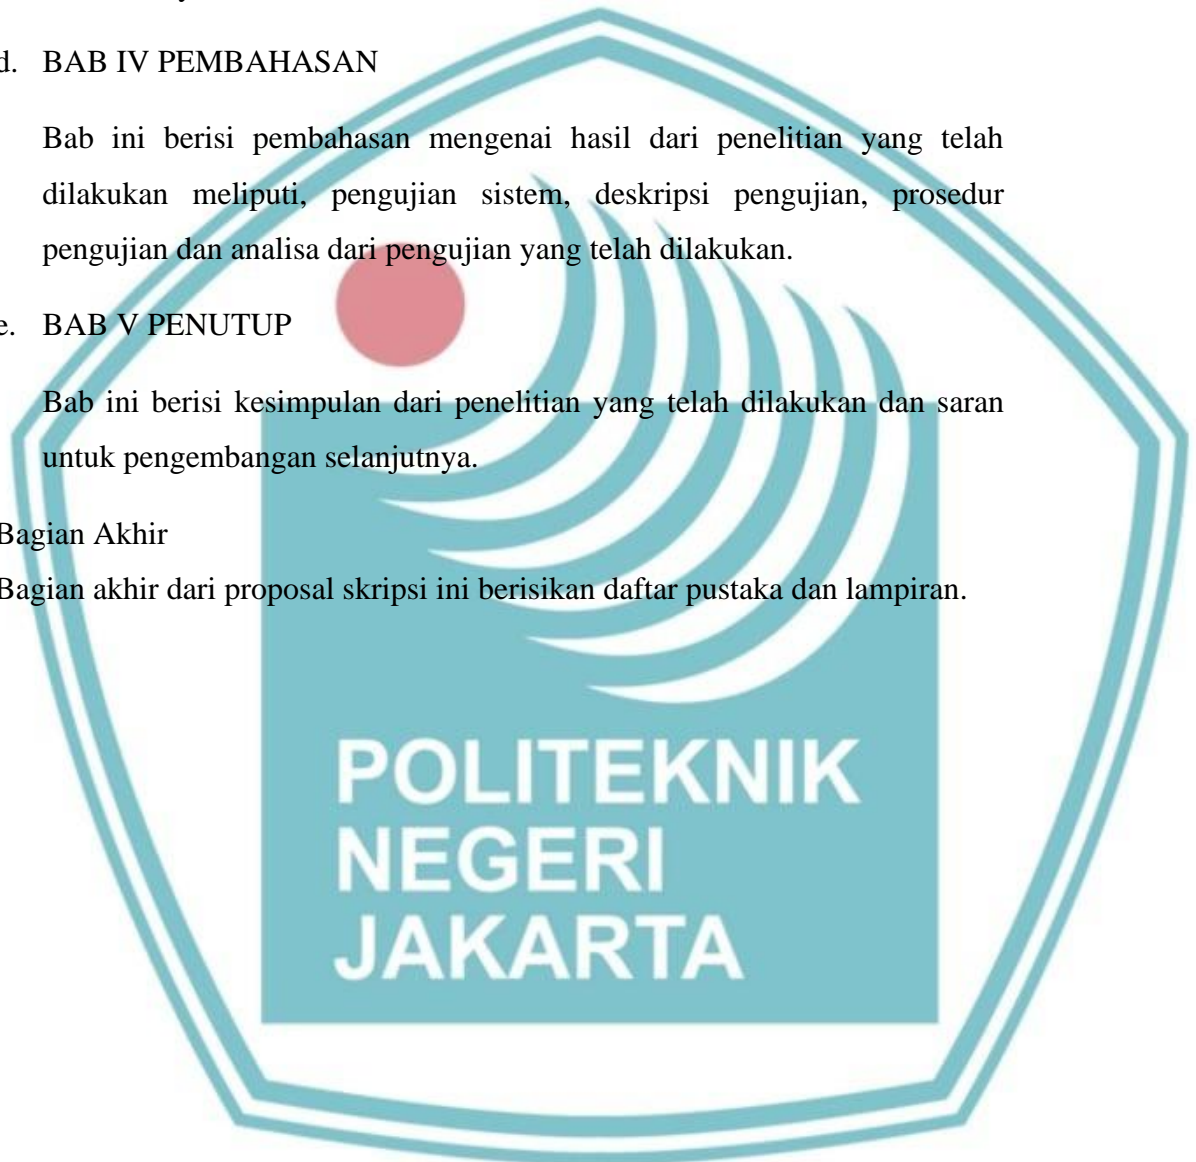 d. BAB IV PEMBAHASAN
Bab ini berisi pembahasan mengenai hasil dari penelitian yang telah
dilakukan meliputi, pengujian sistem, deskripsi pengujian, prosedur
pengujian dan analisa dari pengujian yang telah dilakukan.
e. BAB V PENUTUP
Bab ini berisi kesimpulan dari penelitian yang telah dilakukan dan saran
untuk pengembangan selanjutnya.
Bagian Akhir
Bagian akhir dari proposal skripsi ini berisikan daftar pustaka dan lampiran.
POLITEKNIK
NEGERI
JAKARTA